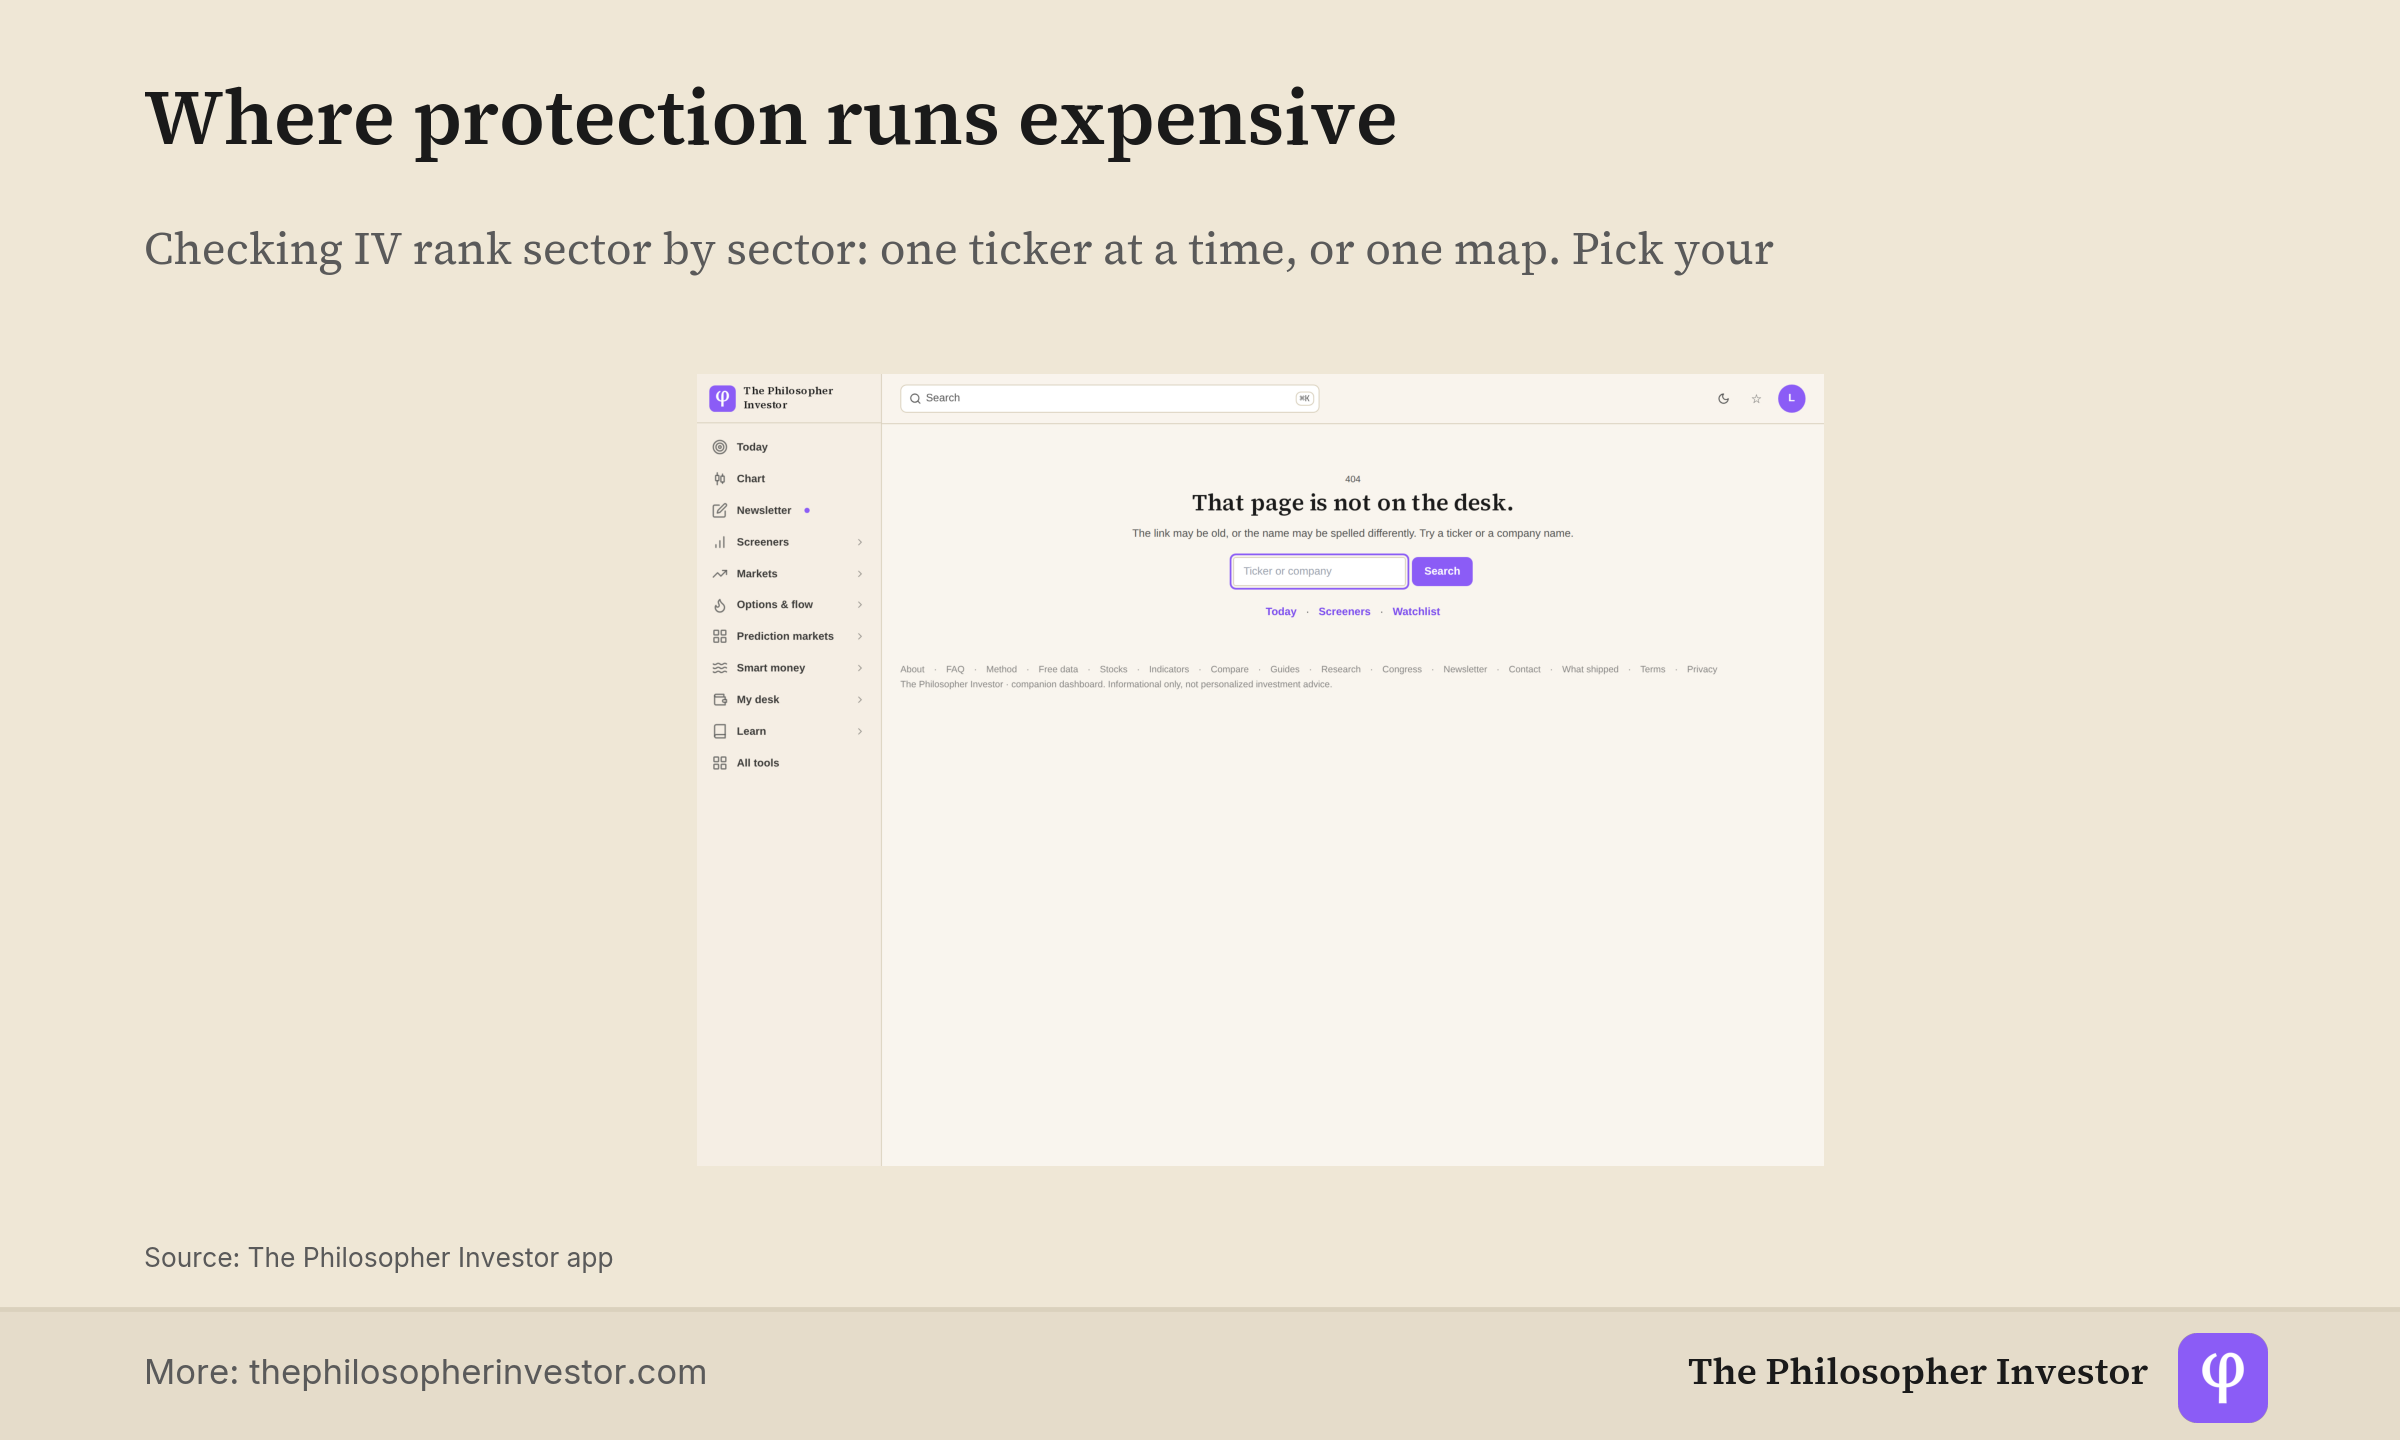 Where protection runs expensive
Checking IV rank sector by sector: one ticker at a time, or one map. Pick your
φ The Philosopher
Investor
Search ⌘K
☆ L
Today
Chart
Newsletter
Screeners
Markets
Options & flow
Prediction markets
Smart money
My desk
Learn
All tools
404
That page is not on the desk.
The link may be old, or the name may be spelled differently. Try a ticker or a company name.
Ticker or company Search
Today · Screeners · Watchlist
About · FAQ · Method · Free data · Stocks · Indicators · Compare · Guides · Research · Congress · Newsletter · Contact · What shipped · Terms · Privacy
The Philosopher Investor · companion dashboard. Informational only, not personalized investment advice.
Source: The Philosopher Investor app
More: thephilosopherinvestor.com
The Philosopher Investor φ